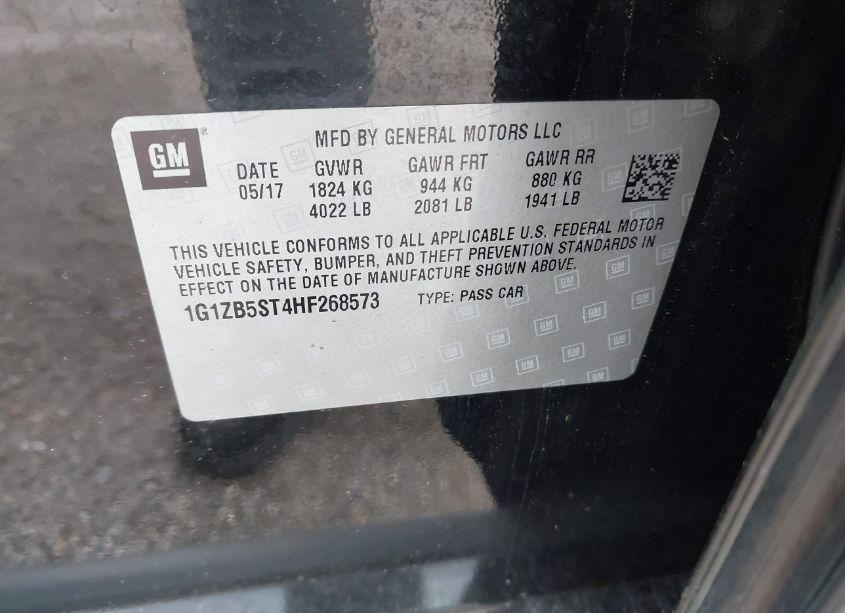 GM
MFD BY GENERAL MOTORS LLC
DATE GVWR GAWR FRT GAWR RR
05/17 1824 KG 944 KG 880 KG
4022 LB 2081 LB 1941 LB
THIS VEHICLE CONFORMS TO ALL APPLICABLE U.S. FEDERAL MOTOR
VEHICLE SAFETY, BUMPER, AND THEFT PREVENTION STANDARDS IN
EFFECT ON THE DATE OF MANUFACTURE SHOWN ABOVE.
1G1ZB5ST4HF268573 TYPE: PASS CAR